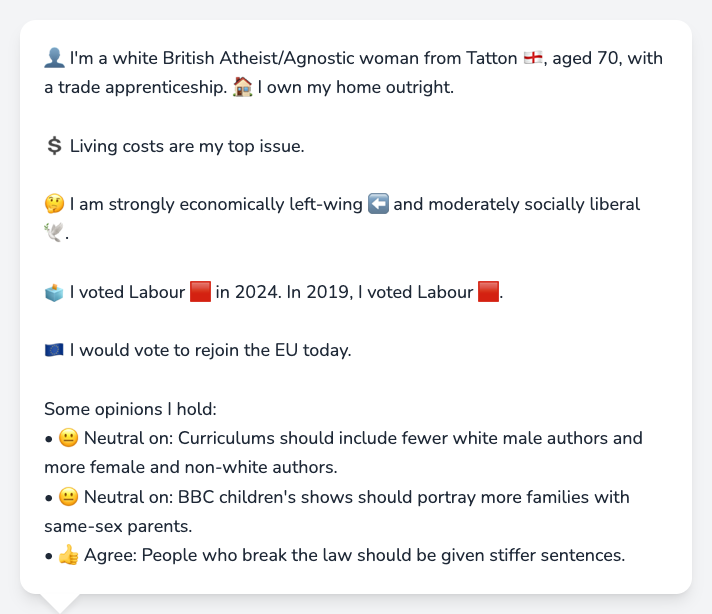 👤 I'm a white British Atheist/Agnostic woman from Tatton 🏴󠁧󠁢󠁥󠁮󠁧󠁿, aged 70, with
a trade apprenticeship. 🏠 I own my home outright.
💲 Living costs are my top issue.
🤔 I am strongly economically left-wing ⬅️ and moderately socially liberal
🕊️.
🗳️ I voted Labour 🟥 in 2024. In 2019, I voted Labour 🟥.
🇪🇺 I would vote to rejoin the EU today.
Some opinions I hold:
• 😐 Neutral on: Curriculums should include fewer white male authors and
more female and non-white authors.
• 😐 Neutral on: BBC children's shows should portray more families with
same-sex parents.
• 👍 Agree: People who break the law should be given stiffer sentences.